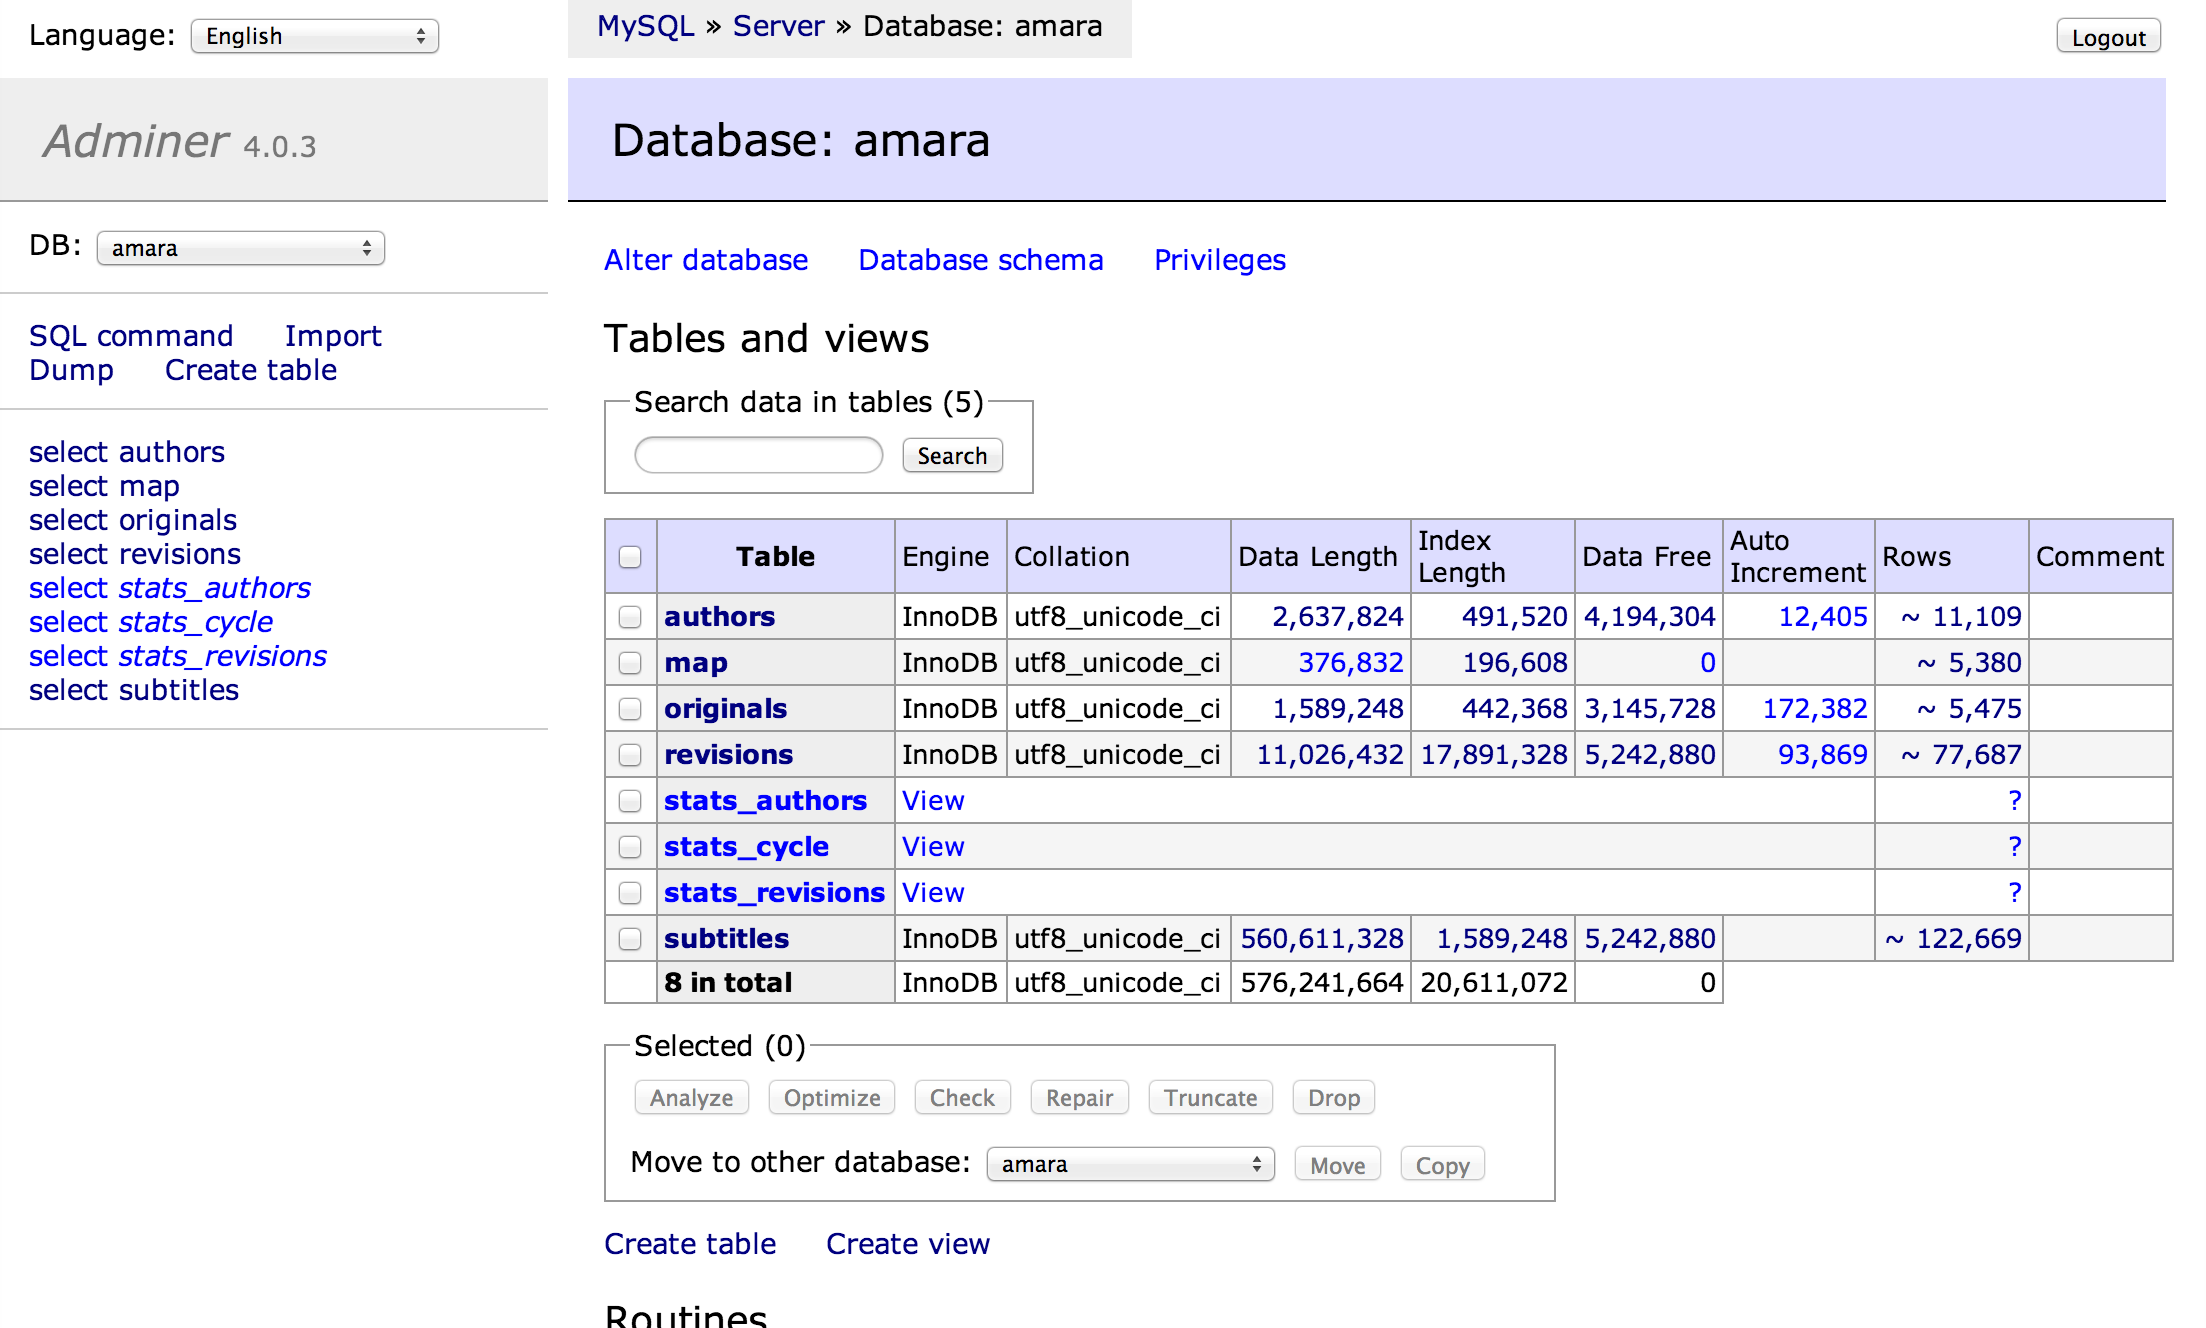 Language: English
MySQL » Server » Database: amara
Logout
Adminer 4.0.3
Database: amara
DB: amara
Alter database Database schema Privileges
SQL command Import
Dump Create table
select authors
select map
select originals
select revisions
select stats_authors
select stats_cycle
select stats_revisions
select subtitles
Tables and views
Search data in tables (5)
Search
Table Engine Collation Data Length Index Length Data Free Auto Increment Rows Comment
authors InnoDB utf8_unicode_ci 2,637,824 491,520 4,194,304 12,405 ~ 11,109
map InnoDB utf8_unicode_ci 376,832 196,608 0 ~ 5,380
originals InnoDB utf8_unicode_ci 1,589,248 442,368 3,145,728 172,382 ~ 5,475
revisions InnoDB utf8_unicode_ci 11,026,432 17,891,328 5,242,880 93,869 ~ 77,687
stats_authors View ?
stats_cycle View ?
stats_revisions View ?
subtitles InnoDB utf8_unicode_ci 560,611,328 1,589,248 5,242,880 ~ 122,669
8 in total InnoDB utf8_unicode_ci 576,241,664 20,611,072 0
Selected (0)
Analyze Optimize Check Repair Truncate Drop
Move to other database: amara Move Copy
Create table Create view
Routines